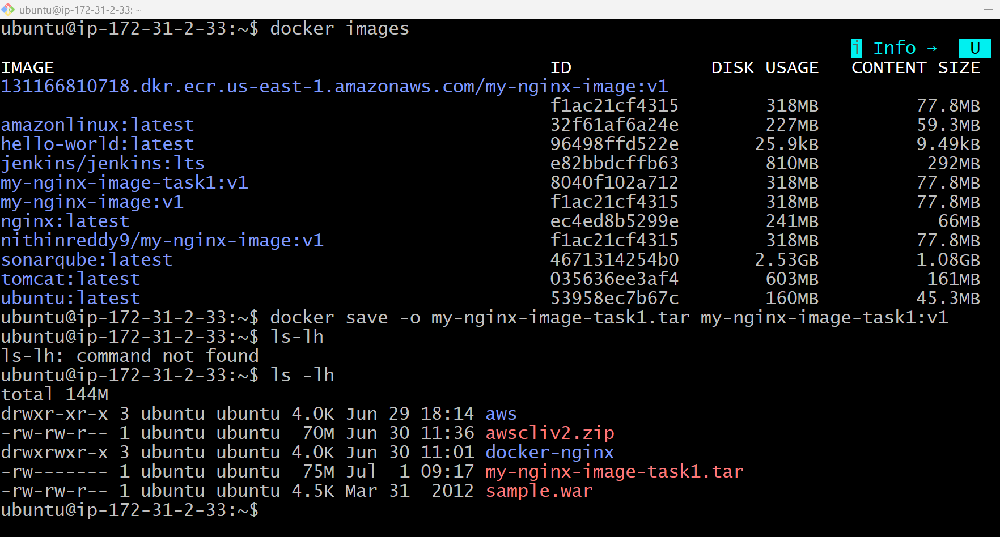 ubuntu@ip-172-31-2-33: ~
ubuntu@ip-172-31-2-33:~$ docker images
i Info → U
IMAGE ID DISK USAGE CONTENT SIZE
131166810718.dkr.ecr.us-east-1.amazonaws.com/my-nginx-image:v1
f1ac21cf4315 318MB 77.8MB
amazonlinux:latest 32f61af6a24e 227MB 59.3MB
hello-world:latest 96498ffd522e 25.9kB 9.49kB
jenkins/jenkins:lts e82bbdcffb63 810MB 292MB
my-nginx-image-task1:v1 8040f102a712 318MB 77.8MB
my-nginx-image:v1 f1ac21cf4315 318MB 77.8MB
nginx:latest ec4ed8b5299e 241MB 66MB
nithinreddy9/my-nginx-image:v1 f1ac21cf4315 318MB 77.8MB
sonarqube:latest 4671314254b0 2.53GB 1.08GB
tomcat:latest 035636ee3af4 603MB 161MB
ubuntu:latest 53958ec7b67c 160MB 45.3MB
ubuntu@ip-172-31-2-33:~$ docker save -o my-nginx-image-task1.tar my-nginx-image-task1:v1
ubuntu@ip-172-31-2-33:~$ ls-lh
ls-lh: command not found
ubuntu@ip-172-31-2-33:~$ ls -lh
total 144M
drwxr-xr-x 3 ubuntu ubuntu 4.0K Jun 29 18:14 aws
-rw-rw-r-- 1 ubuntu ubuntu 70M Jun 30 11:36 awscliv2.zip
drwxrwxr-x 3 ubuntu ubuntu 4.0K Jun 30 11:01 docker-nginx
-rw------- 1 ubuntu ubuntu 75M Jul 1 09:17 my-nginx-image-task1.tar
-rw-rw-r-- 1 ubuntu ubuntu 4.5K Mar 31 2012 sample.war
ubuntu@ip-172-31-2-33:~$